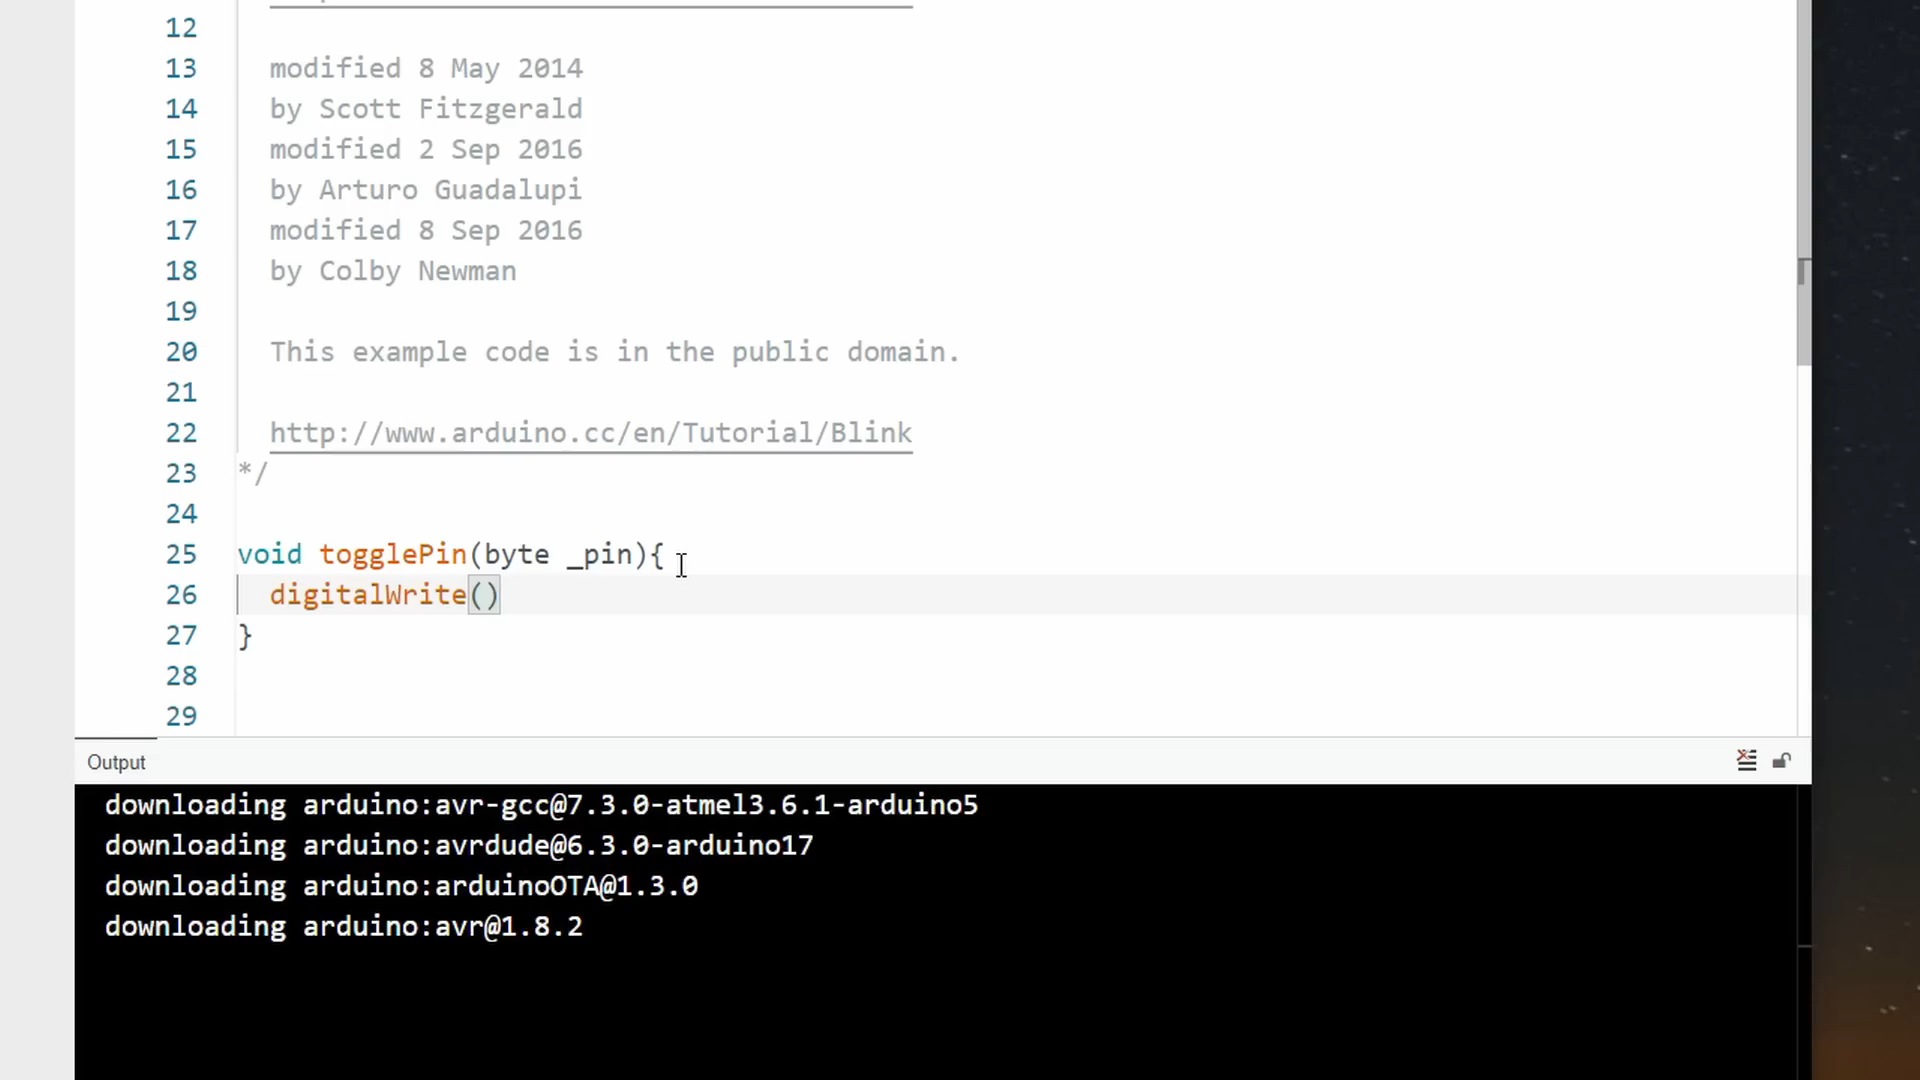 12
13 modified 8 May 2014
14 by Scott Fitzgerald
15 modified 2 Sep 2016
16 by Arturo Guadalupi
17 modified 8 Sep 2016
18 by Colby Newman
19
20 This example code is in the public domain.
21
22 http://www.arduino.cc/en/Tutorial/Blink
23 */
24
25 void togglePin(byte _pin){
26 digitalWrite()
27 }
28
29
Output
downloading arduino:avr-gcc@7.3.0-atmel3.6.1-arduino5
downloading arduino:avrdude@6.3.0-arduino17
downloading arduino:arduinoOTA@1.3.0
downloading arduino:avr@1.8.2